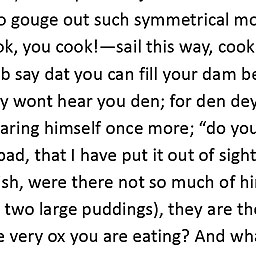 o gouge out such symmetrical mo
ok, you cook!—sail this way, cook
b say dat you can fill your dam be
y wont hear you den; for den dey
aring himself once more; “do you
oad, that I have put it out of sight
ish, were there not so much of hi
two large puddings), they are the
e very ox you are eating? And wha